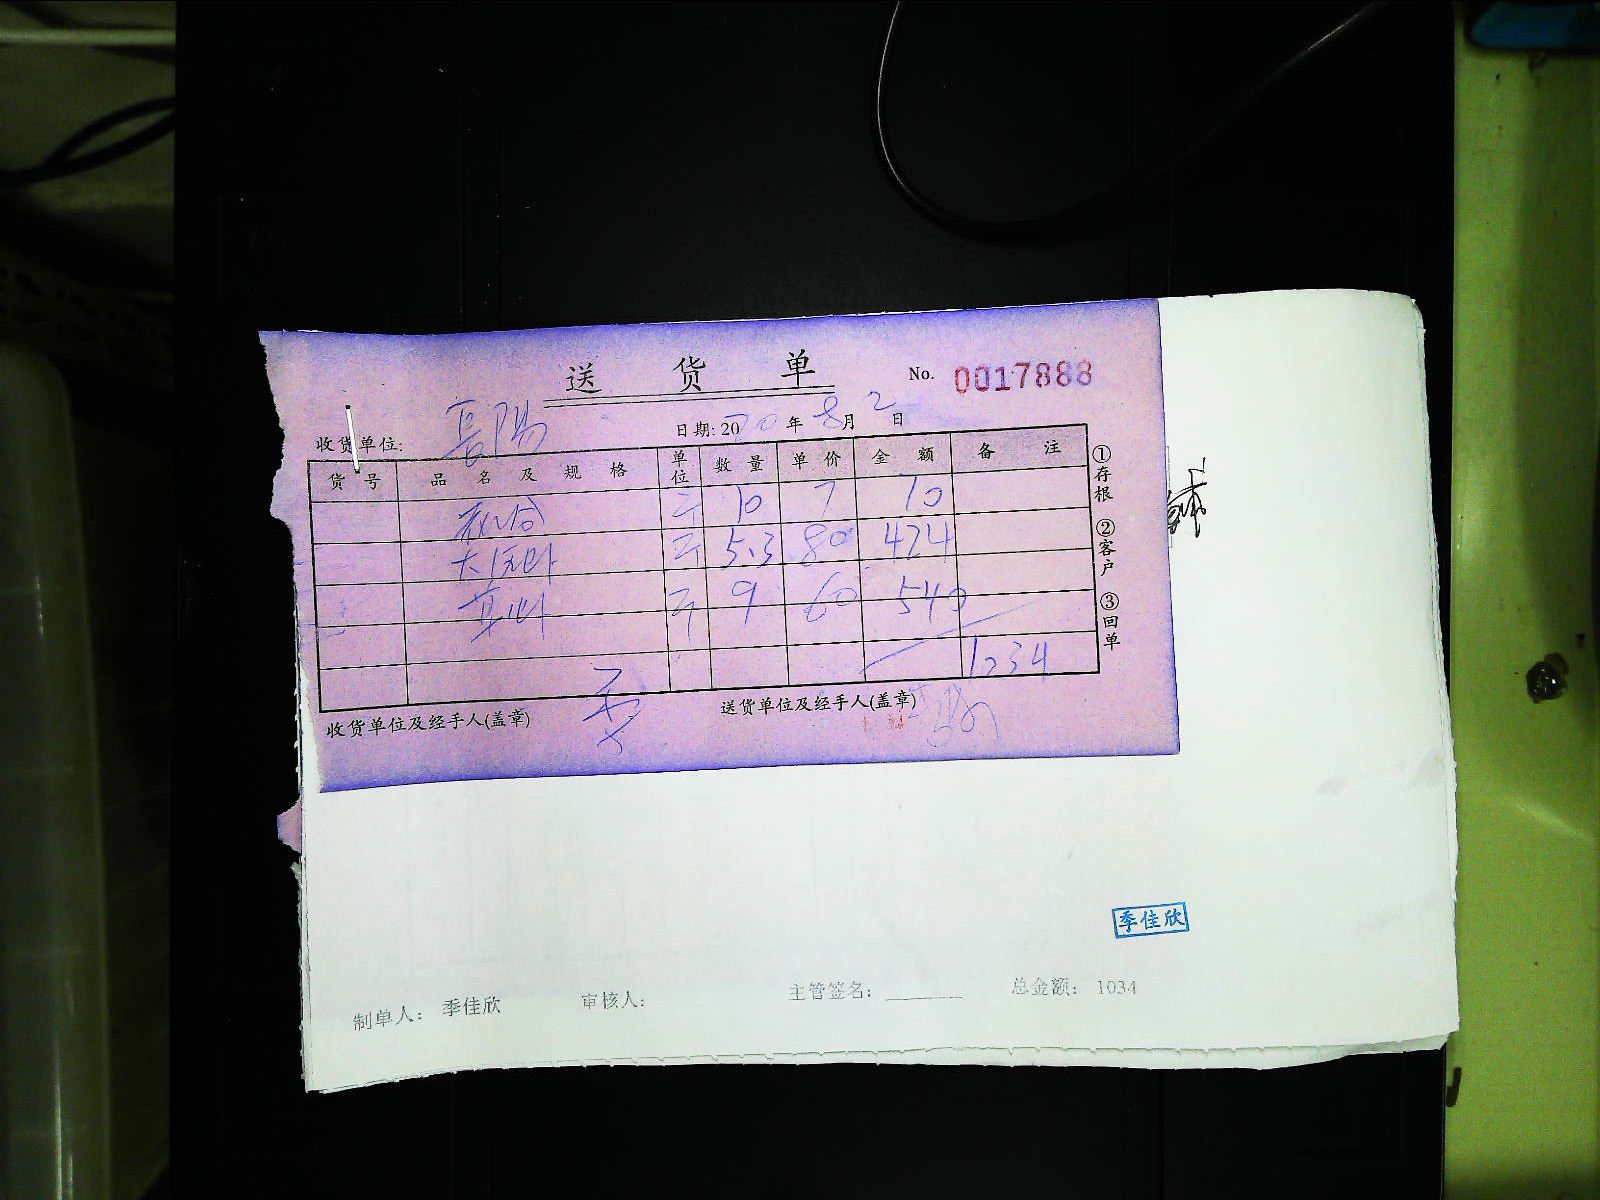 送 货 单 No. 0017888
收货单位: 長陽 日期: 2020 年 8月 2日
货 号 品 名 及 规 格 单位 数 量 单 价 金 额 备 注
10 7 10
5.3 80 424
9 60 540
1034
收货单位及经手人(盖章) 送货单位及经手人(盖章)
①存根 ②客户 ③回单
季佳欣
制单人: 季佳欣 审核人: 主管签名: 总金额: 1034